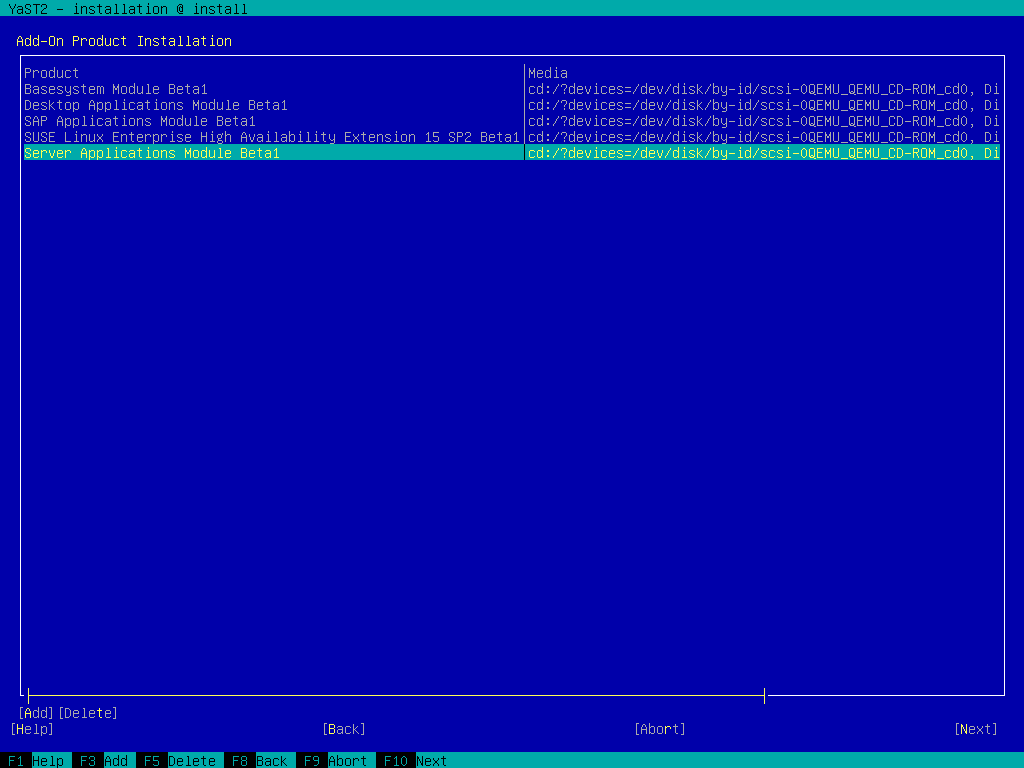 YaST2 - installation @ install
Add-On Product Installation
Product Media
Basesystem Module Beta1 cd:/?devices=/dev/disk/by-id/scsi-0QEMU_QEMU_CD-ROM_cd0, Di
Desktop Applications Module Beta1 cd:/?devices=/dev/disk/by-id/scsi-0QEMU_QEMU_CD-ROM_cd0, Di
SAP Applications Module Beta1 cd:/?devices=/dev/disk/by-id/scsi-0QEMU_QEMU_CD-ROM_cd0, Di
SUSE Linux Enterprise High Availability Extension 15 SP2 Beta1 cd:/?devices=/dev/disk/by-id/scsi-0QEMU_QEMU_CD-ROM_cd0, Di
Server Applications Module Beta1 cd:/?devices=/dev/disk/by-id/scsi-0QEMU_QEMU_CD-ROM_cd0, Di
[Add] [Delete]
[Help] [Back] [Abort] [Next]
F1 Help F3 Add F5 Delete F8 Back F9 Abort F10 Next